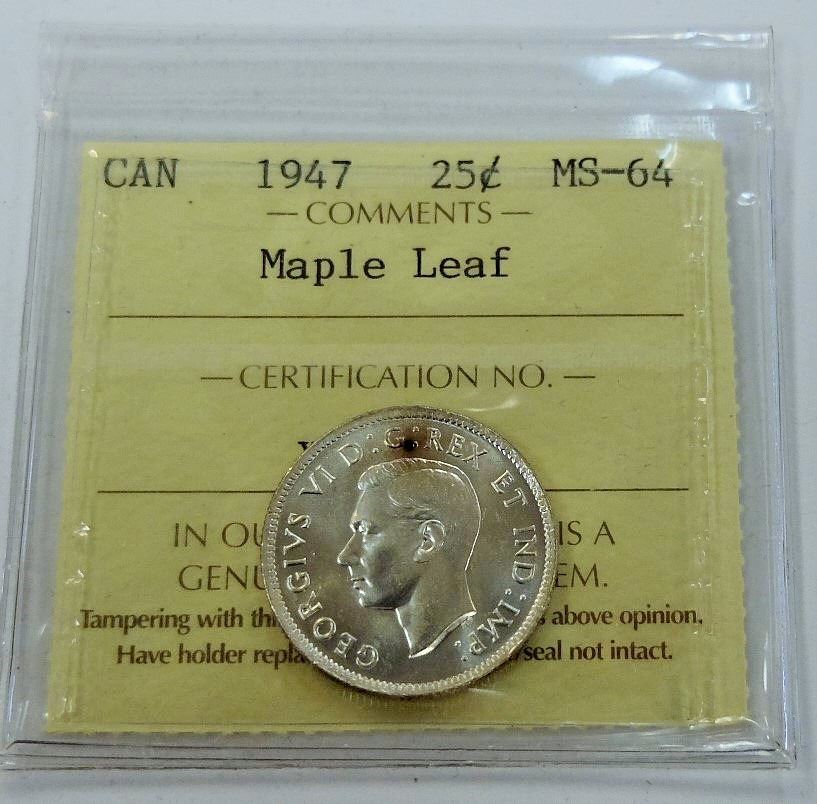 CAN 1947 25¢ MS-64
— COMMENTS —
Maple Leaf
— CERTIFICATION NO. —
GEORGIVS VI D:G:REX ET IND:IMP:
IN OU IS A
GENU EM.
Tampering with thi above opinion.
Have holder repla /seal not intact.